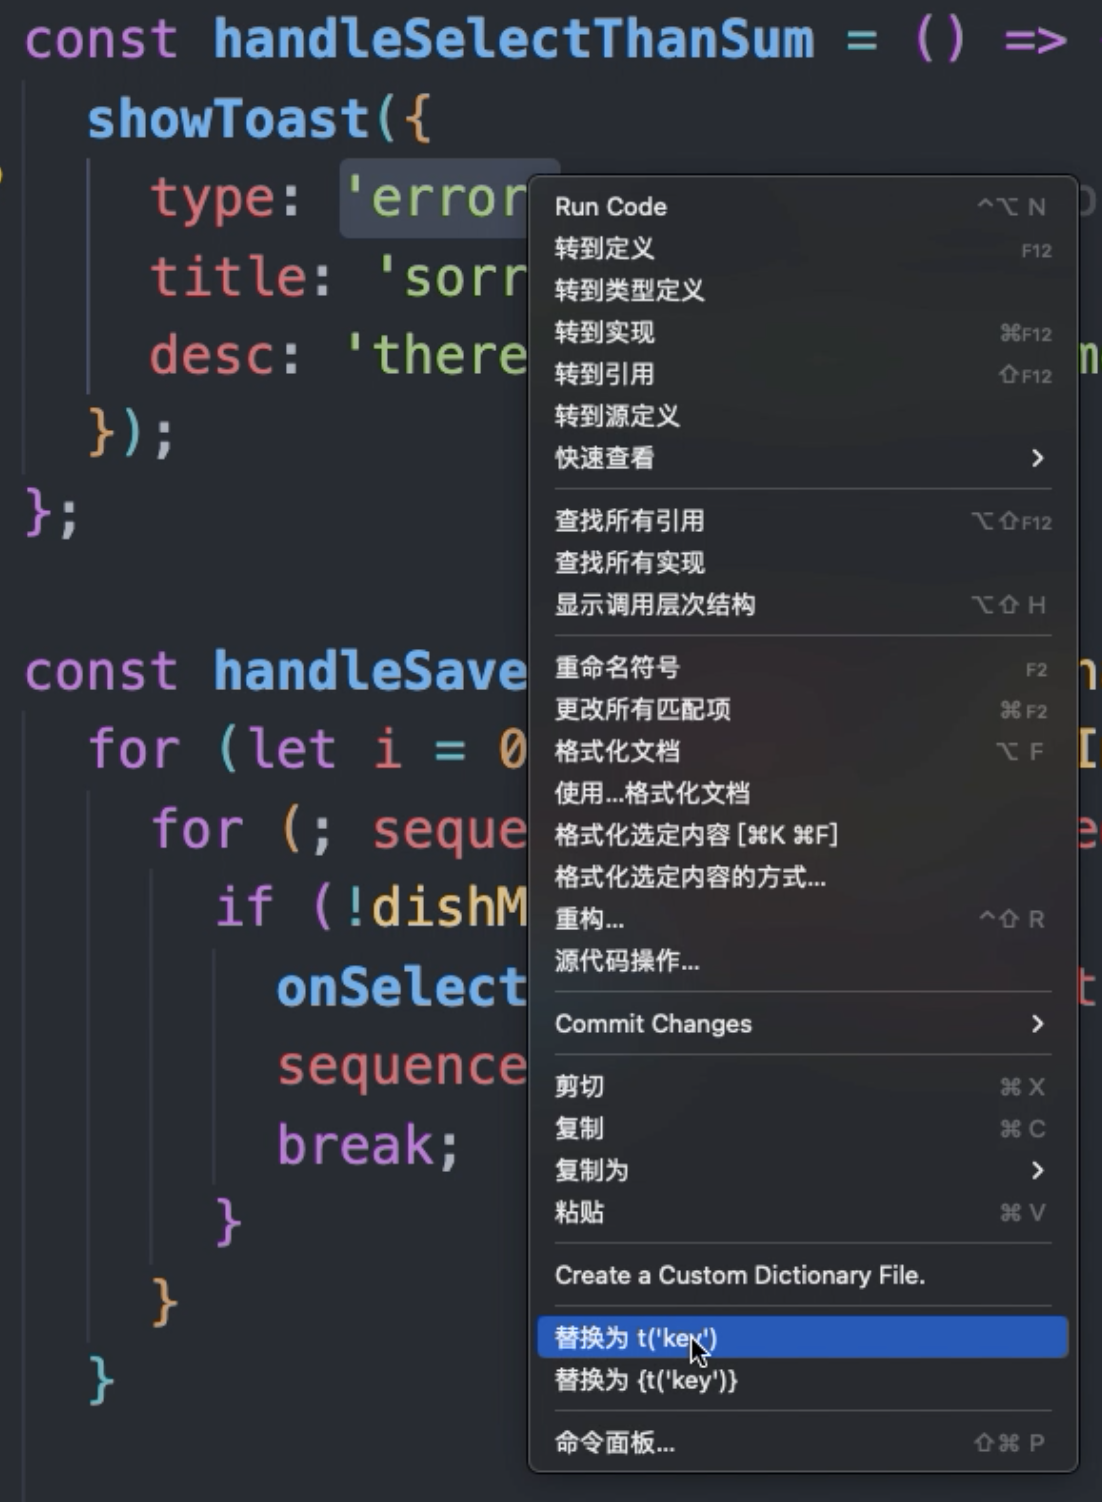 const handleSelectThanSum = () =>
showToast({
type: 'error
title: 'sorr
desc: 'there
});
};
const handleSave
for (let i = 0
for (; seque
if (!dishM
onSelect
sequence
break;
}
}
}
Run Code ^⌥ N
转到定义 F12
转到类型定义
转到实现 ⌘F12
转到引用 ⇧F12
转到源定义
快速查看 >
查找所有引用 ⌥⇧F12
查找所有实现
显示调用层次结构 ⌥⇧ H
重命名符号 F2
更改所有匹配项 ⌘F2
格式化文档 ⌥ F
使用...格式化文档
格式化选定内容 [⌘K ⌘F]
格式化选定内容的方式...
重构... ^⇧ R
源代码操作...
Commit Changes >
剪切 ⌘ X
复制 ⌘ C
复制为 >
粘贴 ⌘ V
Create a Custom Dictionary File.
替换为 t('key')
替换为 {t('key')}
命令面板... ⇧⌘ P